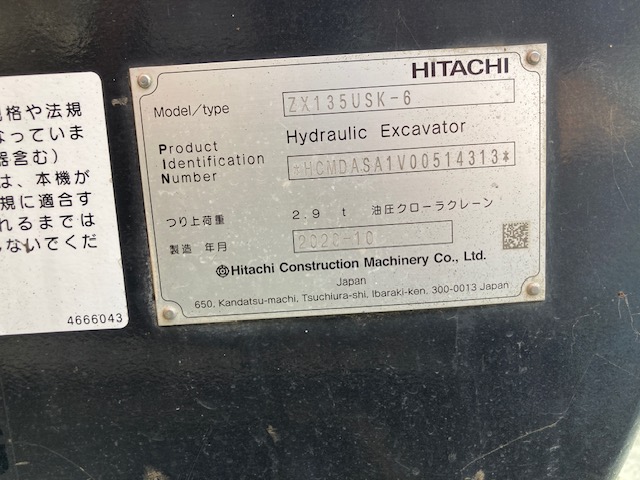 格や法規
なっていま
器含む)
は、本機が
規に適合す
れるまでは
しないでくだ
4666043
HITACHI
Model/type ZX135USK-6
Hydraulic Excavator
Product
Identification
Number *HCMDASA1V00514313*
つり上荷重 2.9 t 油圧クローラクレーン
製造 年月
Hitachi Construction Machinery Co., Ltd.
Japan
650, Kandatsu-machi, Tsuchiura-shi, Ibaraki-ken, 300-0013 Japan